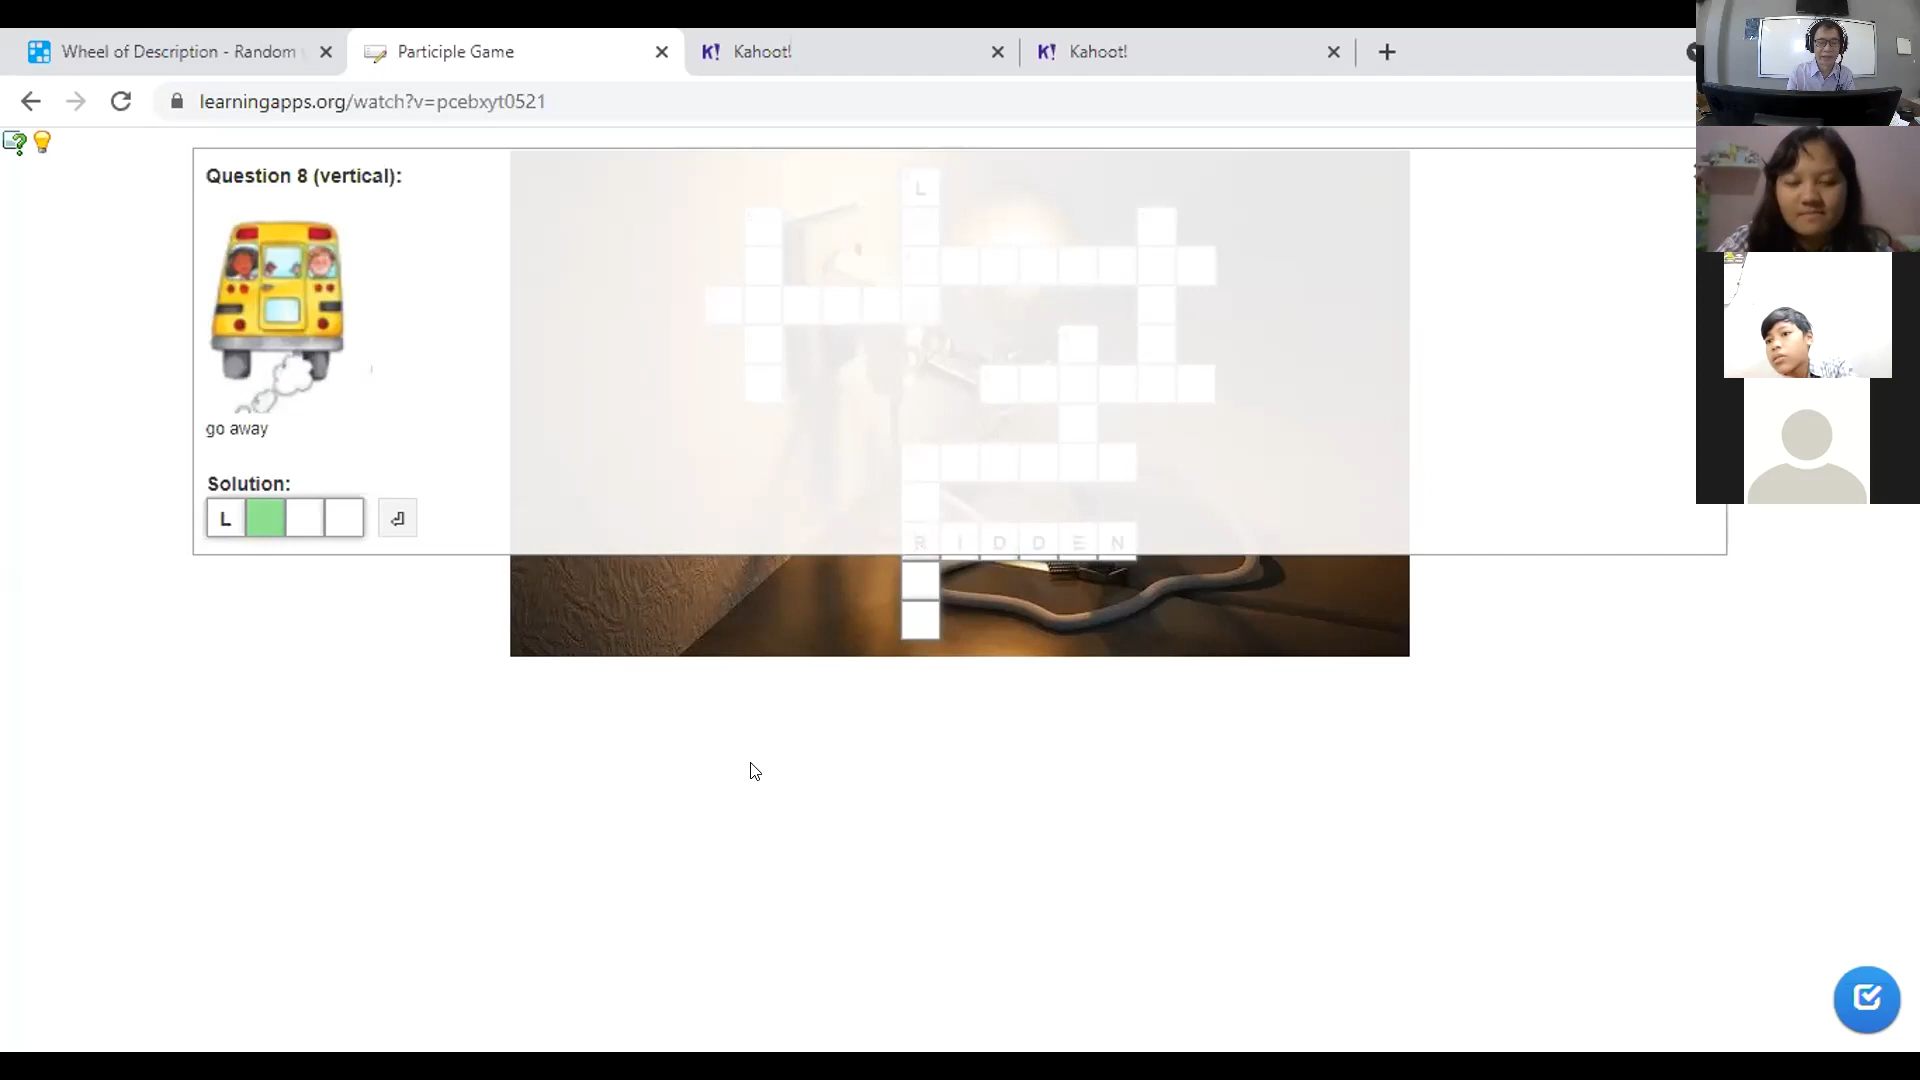 Wheel of Description - Random
Participle Game
K! Kahoot!
K! Kahoot!
learningapps.org/watch?v=pcebxyt0521
Question 8 (vertical):
go away
Solution:
L
L
R I D D E N